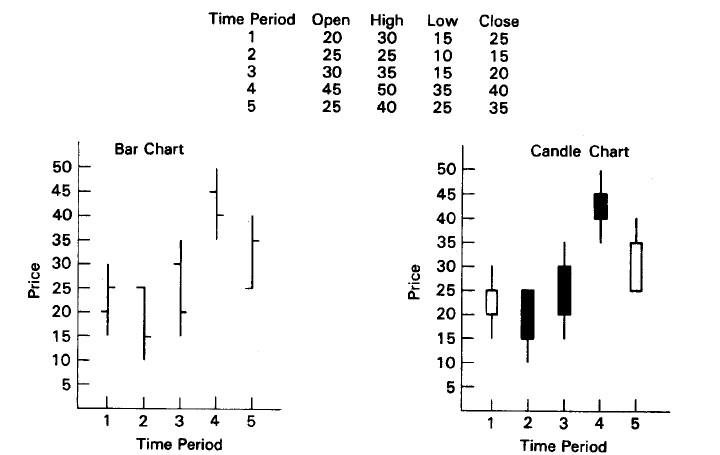 Time Period Open High Low Close
1 20 30 15 25
2 25 25 10 15
3 30 35 15 20
4 45 50 35 40
5 25 40 25 35
Bar Chart
50
45
40
35
30
25
20
15
10
5
Price
1 2 3 4 5
Time Period
Candle Chart
50
45
40
35
30
25
20
15
10
5
Price
1 2 3 4 5
Time Period